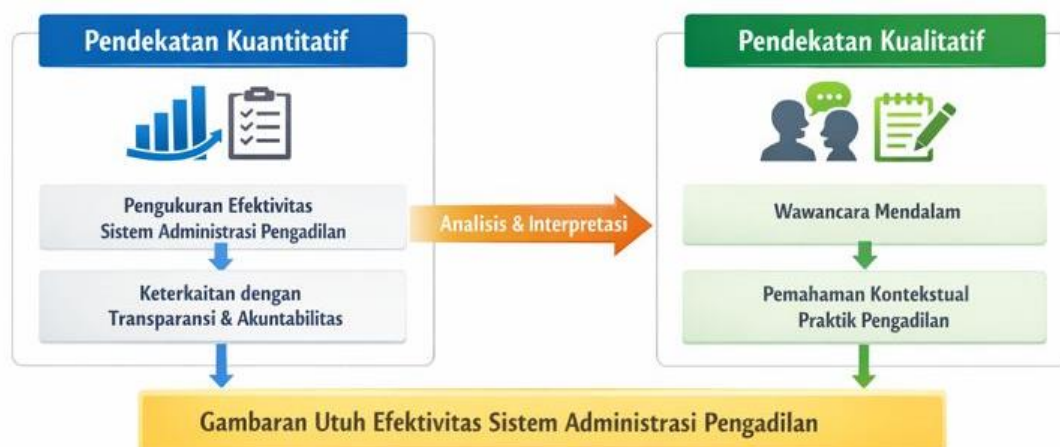 Pendekatan Kuantitatif
Pengukuran Efektivitas
Sistem Administrasi Pengadilan
Keterkaitan dengan
Transparansi & Akuntabilitas
Analisis & Interpretasi
Pendekatan Kualitatif
Wawancara Mendalam
Pemahaman Kontekstual
Praktik Pengadilan
Gambaran Utuh Efektivitas Sistem Administrasi Pengadilan